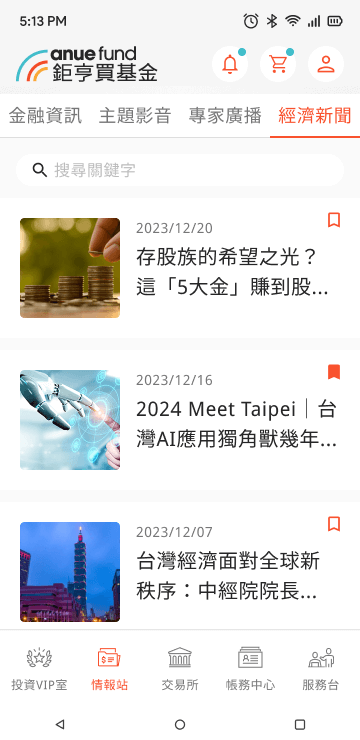 5:13 PM
anue fund
鉅亨買基金
金融資訊 主題影音 專家廣播 經濟新聞
搜尋關鍵字
2023/12/20
存股族的希望之光？
這「5大金」賺到股...
2023/12/16
2024 Meet Taipei｜台
灣AI應用獨角獸幾年...
2023/12/07
台灣經濟面對全球新
秩序：中經院院長...
投資VIP室 情報站 交易所 帳務中心 服務台